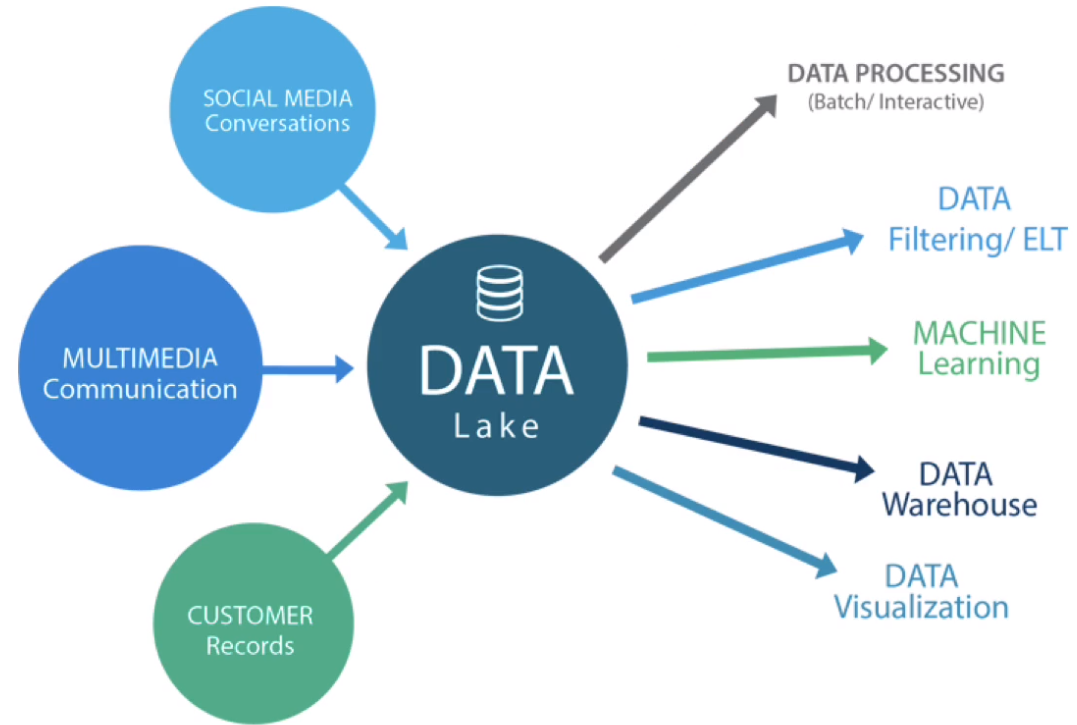 SOCIAL MEDIA
Conversations
MULTIMEDIA
Communication
CUSTOMER
Records
DATA
Lake
DATA PROCESSING
(Batch/ Interactive)
DATA
Filtering/ ELT
MACHINE
Learning
DATA
Warehouse
DATA
Visualization